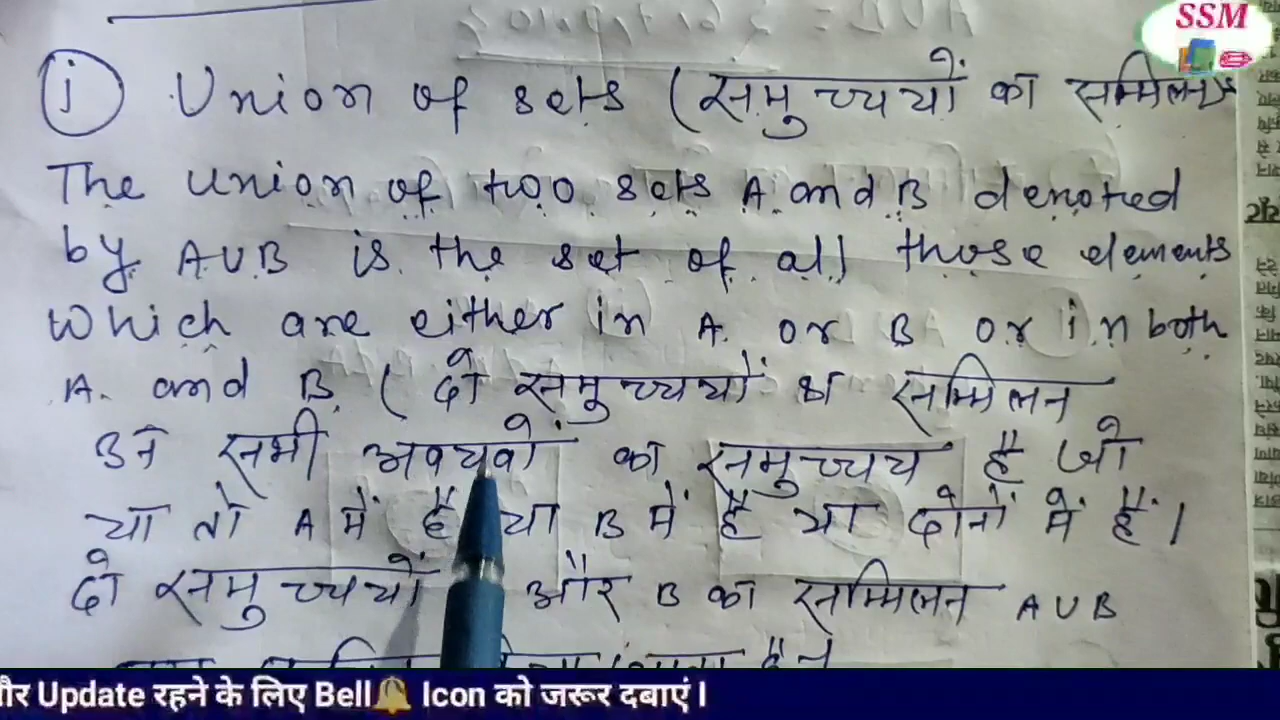 SSM
i Union of sets (समुच्चयों का सम्मिलन)
The union of two sets A and B denoted
by A∪B is the set of all those elements
which are either in A or B or in both
A and B ( दो समुच्चयों का सम्मिलन
उन सभी अवयवों का समुच्चय है जो
या तो A में है या B में है या दोनों में हैं।
दो समुच्चयों और B का सम्मिलन A∪B
और Update रहने के लिए Bell🔔 Icon को जरूर दबाएं।